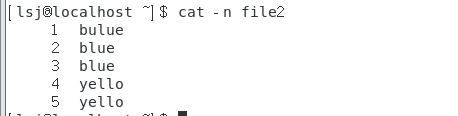 [lsj@localhost ~]$ cat -n file2
1 bulue
2 blue
3 blue
4 yello
5 yello
[lsj@localhost ~]$